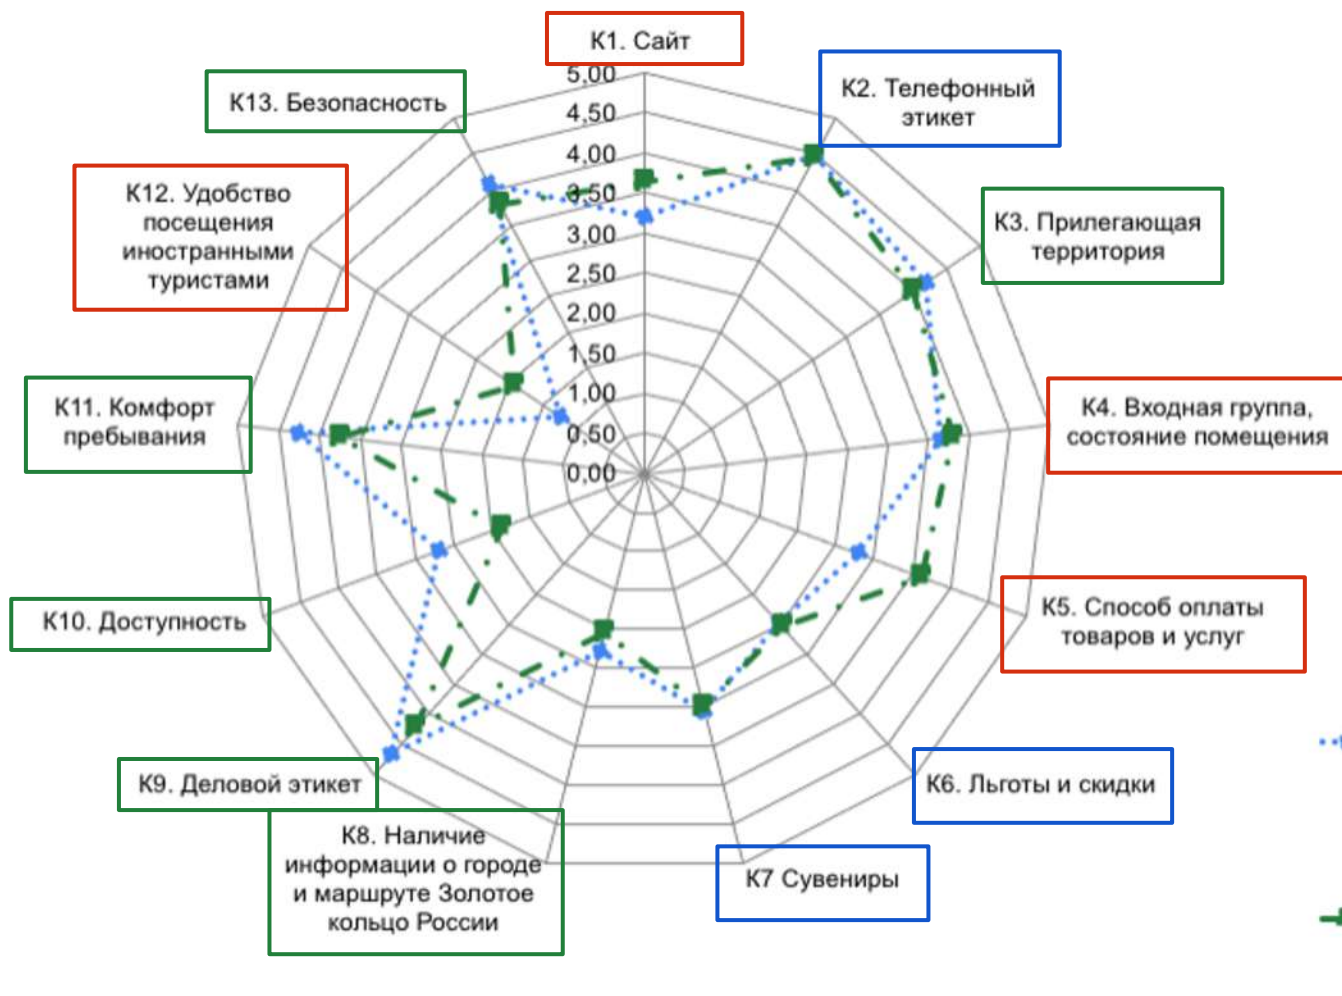 К1. Сайт
К2. Телефонный
этикет
К3. Прилегающая
территория
К4. Входная группа,
состояние помещения
К5. Способ оплаты
товаров и услуг
К6. Льготы и скидки
К7 Сувениры
К8. Наличие
информации о городе
и маршруте Золотое
кольцо России
К9. Деловой этикет
К10. Доступность
К11. Комфорт
пребывания
К12. Удобство
посещения
иностранными
туристами
К13. Безопасность
5,00
4,50
4,00
3,50
3,00
2,50
2,00
1,50
1,00
0,50
0,00